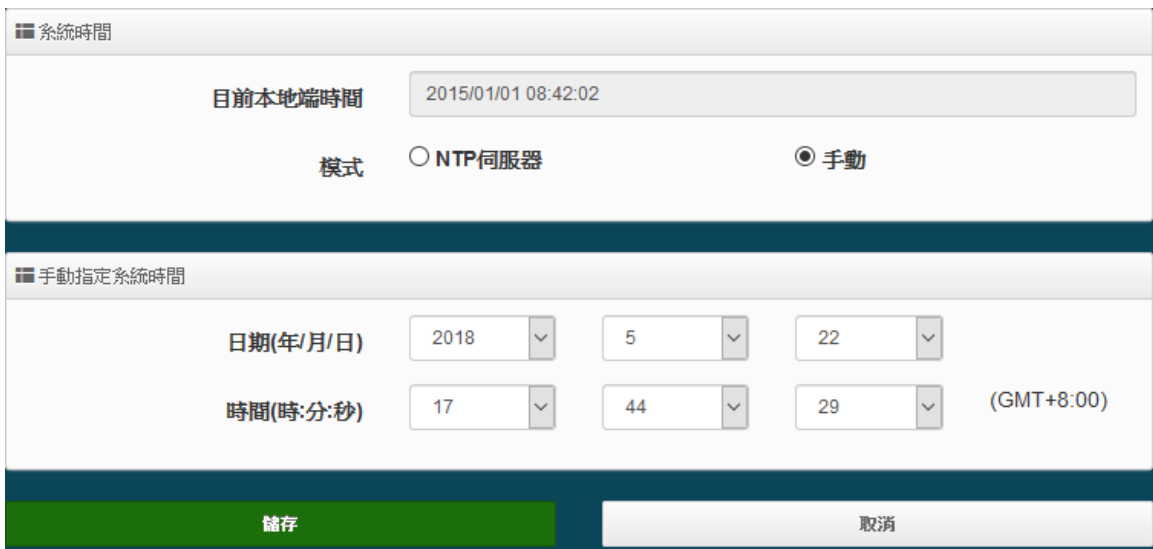 系統時間
目前本地端時間 2015/01/01 08:42:02
模式 NTP伺服器 手動
手動指定系統時間
日期(年/月/日) 2018 5 22
時間(時:分:秒) 17 44 29 (GMT+8:00)
儲存 取消